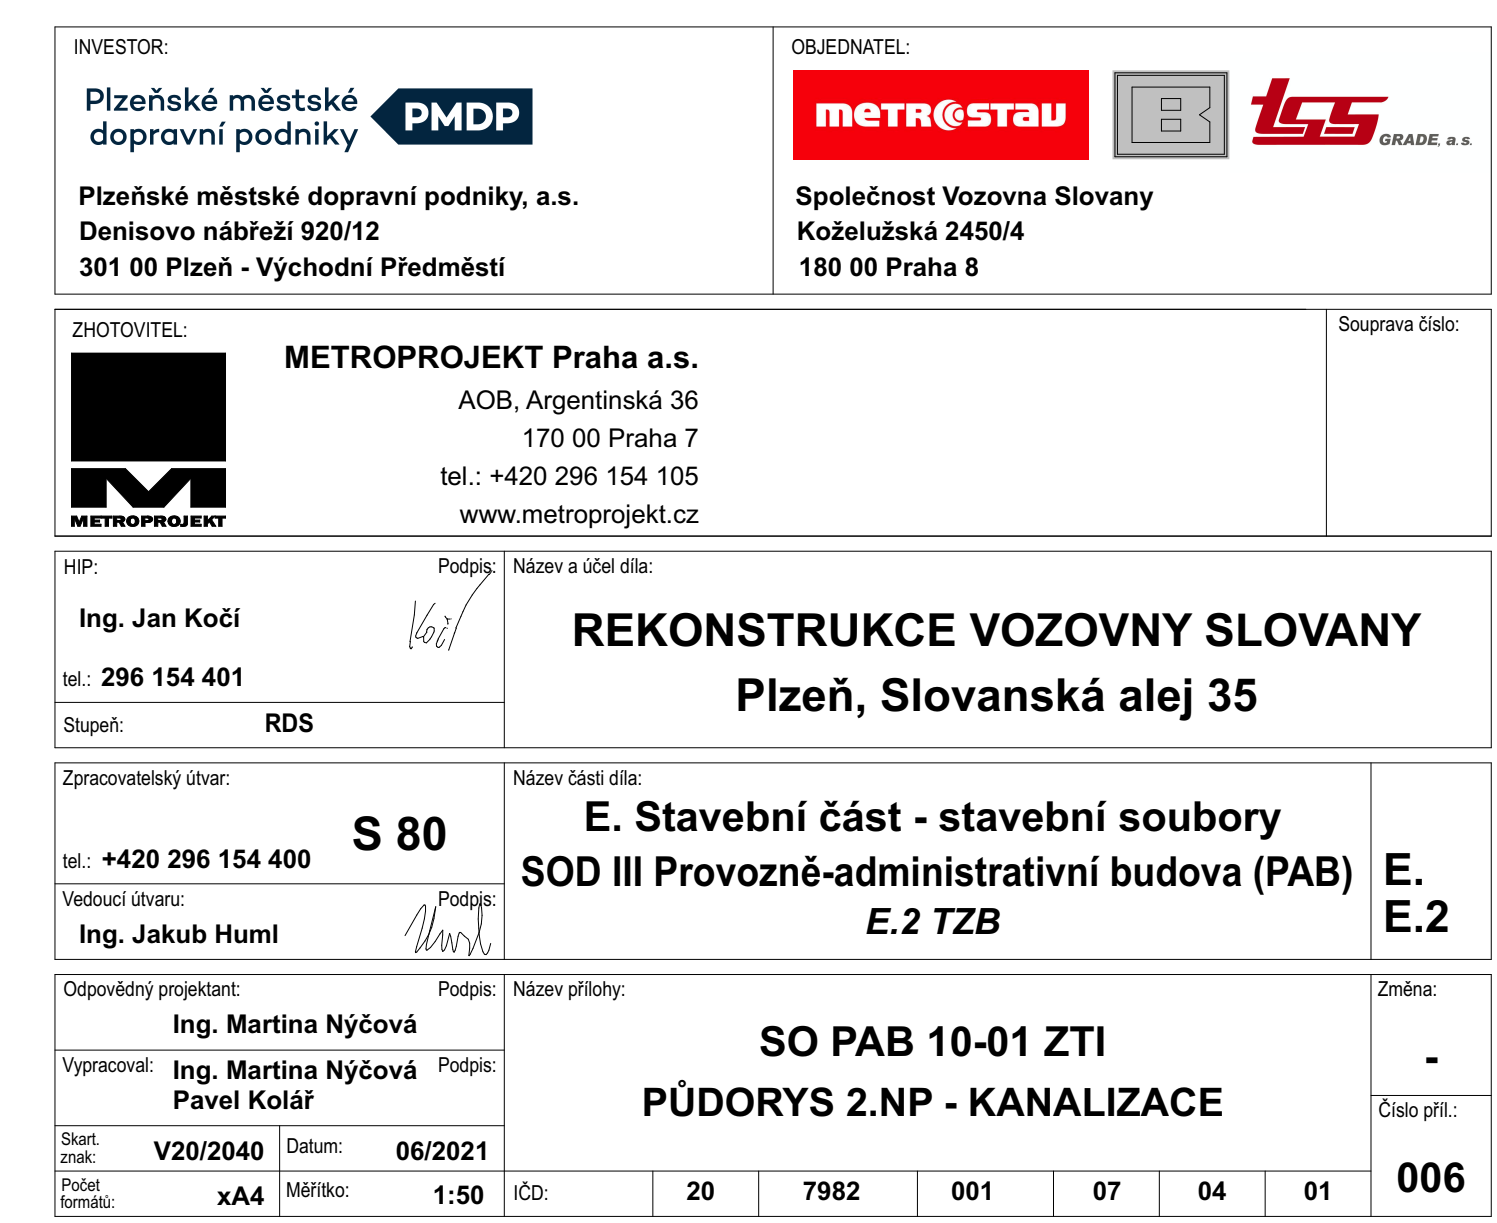 INVESTOR:
Plzeňské městské
dopravní podniky
PMDP
Plzeňské městské dopravní podniky, a.s.
Denisovo nábřeží 920/12
301 00 Plzeň - Východní Předměstí
OBJEDNATEL:
metrostav
B
tss
GRADE, a.s.
Společnost Vozovna Slovany
Koželužská 2450/4
180 00 Praha 8
ZHOTOVITEL:
METROPROJEKT
METROPROJEKT Praha a.s.
AOB, Argentinská 36
170 00 Praha 7
tel.: +420 296 154 105
www.metroprojekt.cz
Souprava číslo:
HIP:
Podpis:
Ing. Jan Kočí
Kočí
tel.: 296 154 401
Stupeň: RDS
Název a účel díla:
REKONSTRUKCE VOZOVNY SLOVANY
Plzeň, Slovanská alej 35
Zpracovatelský útvar:
S 80
tel.: +420 296 154 400
Vedoucí útvaru:
Podpis:
Ing. Jakub Huml
Huml
Název části díla:
E. Stavební část - stavební soubory
SOD III Provozně-administrativní budova (PAB)
E.2 TZB
E.
E.2
Odpovědný projektant:
Podpis:
Ing. Martina Nýčová
Vypracoval: Ing. Martina Nýčová Podpis:
Pavel Kolář
Skart.
znak: V20/2040
Datum: 06/2021
Počet
formátů: xA4
Měřítko: 1:50
Název přílohy:
SO PAB 10-01 ZTI
PŮDORYS 2.NP - KANALIZACE
IČD: 20 7982 001 07 04 01
Změna:
-
Číslo příl.:
006